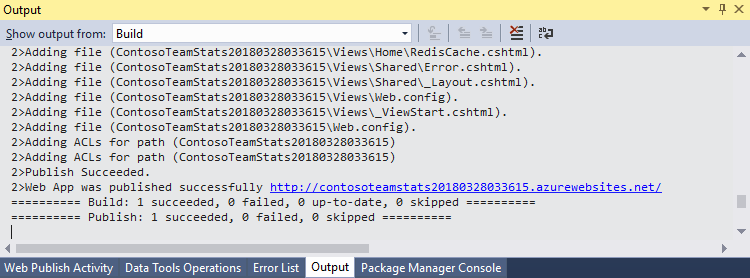 Output
Show output from: Build
2>Adding file (ContosoTeamStats20180328033615\Views\Home\RedisCache.cshtml).
2>Adding file (ContosoTeamStats20180328033615\Views\Shared\Error.cshtml).
2>Adding file (ContosoTeamStats20180328033615\Views\Shared\_Layout.cshtml).
2>Adding file (ContosoTeamStats20180328033615\Views\Web.config).
2>Adding file (ContosoTeamStats20180328033615\Views\_ViewStart.cshtml).
2>Adding file (ContosoTeamStats20180328033615\Web.config).
2>Adding ACLs for path (ContosoTeamStats20180328033615)
2>Adding ACLs for path (ContosoTeamStats20180328033615)
2>Publish Succeeded.
2>Web App was published successfully http://contosoteamstats20180328033615.azurewebsites.net/
========== Build: 1 succeeded, 0 failed, 0 up-to-date, 0 skipped ==========
========== Publish: 1 succeeded, 0 failed, 0 skipped ==========
Web Publish Activity Data Tools Operations Error List Output Package Manager Console